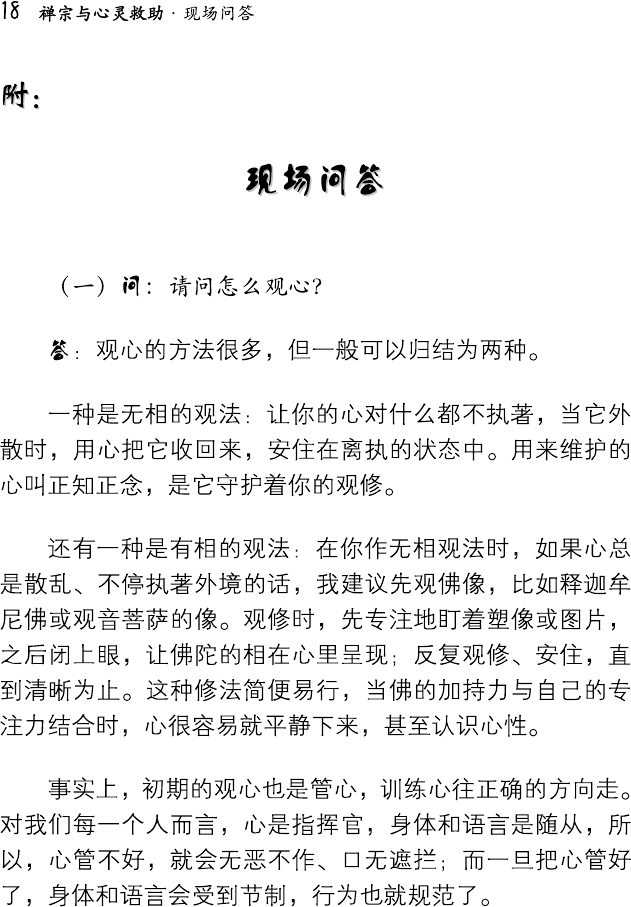 18 禅宗与心灵救助·现场问答
附：
现场问答
（一）问：请问怎么观心？
答：观心的方法很多，但一般可以归结为两种。
一种是无相的观法：让你的心对什么都不执著，当它外
散时，用心把它收回来，安住在离执的状态中。用来维护的
心叫正知正念，是它守护着你的观修。
还有一种是有相的观法：在你作无相观法时，如果心总
是散乱、不停执著外境的话，我建议先观佛像，比如释迦牟
尼佛或观音菩萨的像。观修时，先专注地盯着塑像或图片，
之后闭上眼，让佛陀的相在心里呈现；反复观修、安住，直
到清晰为止。这种修法简便易行，当佛的加持力与自己的专
注力结合时，心很容易就平静下来，甚至认识心性。
事实上，初期的观心也是管心，训练心往正确的方向走。
对我们每一个人而言，心是指挥官，身体和语言是随从，所
以，心管不好，就会无恶不作、口无遮拦；而一旦把心管好
了，身体和语言会受到节制，行为也就规范了。